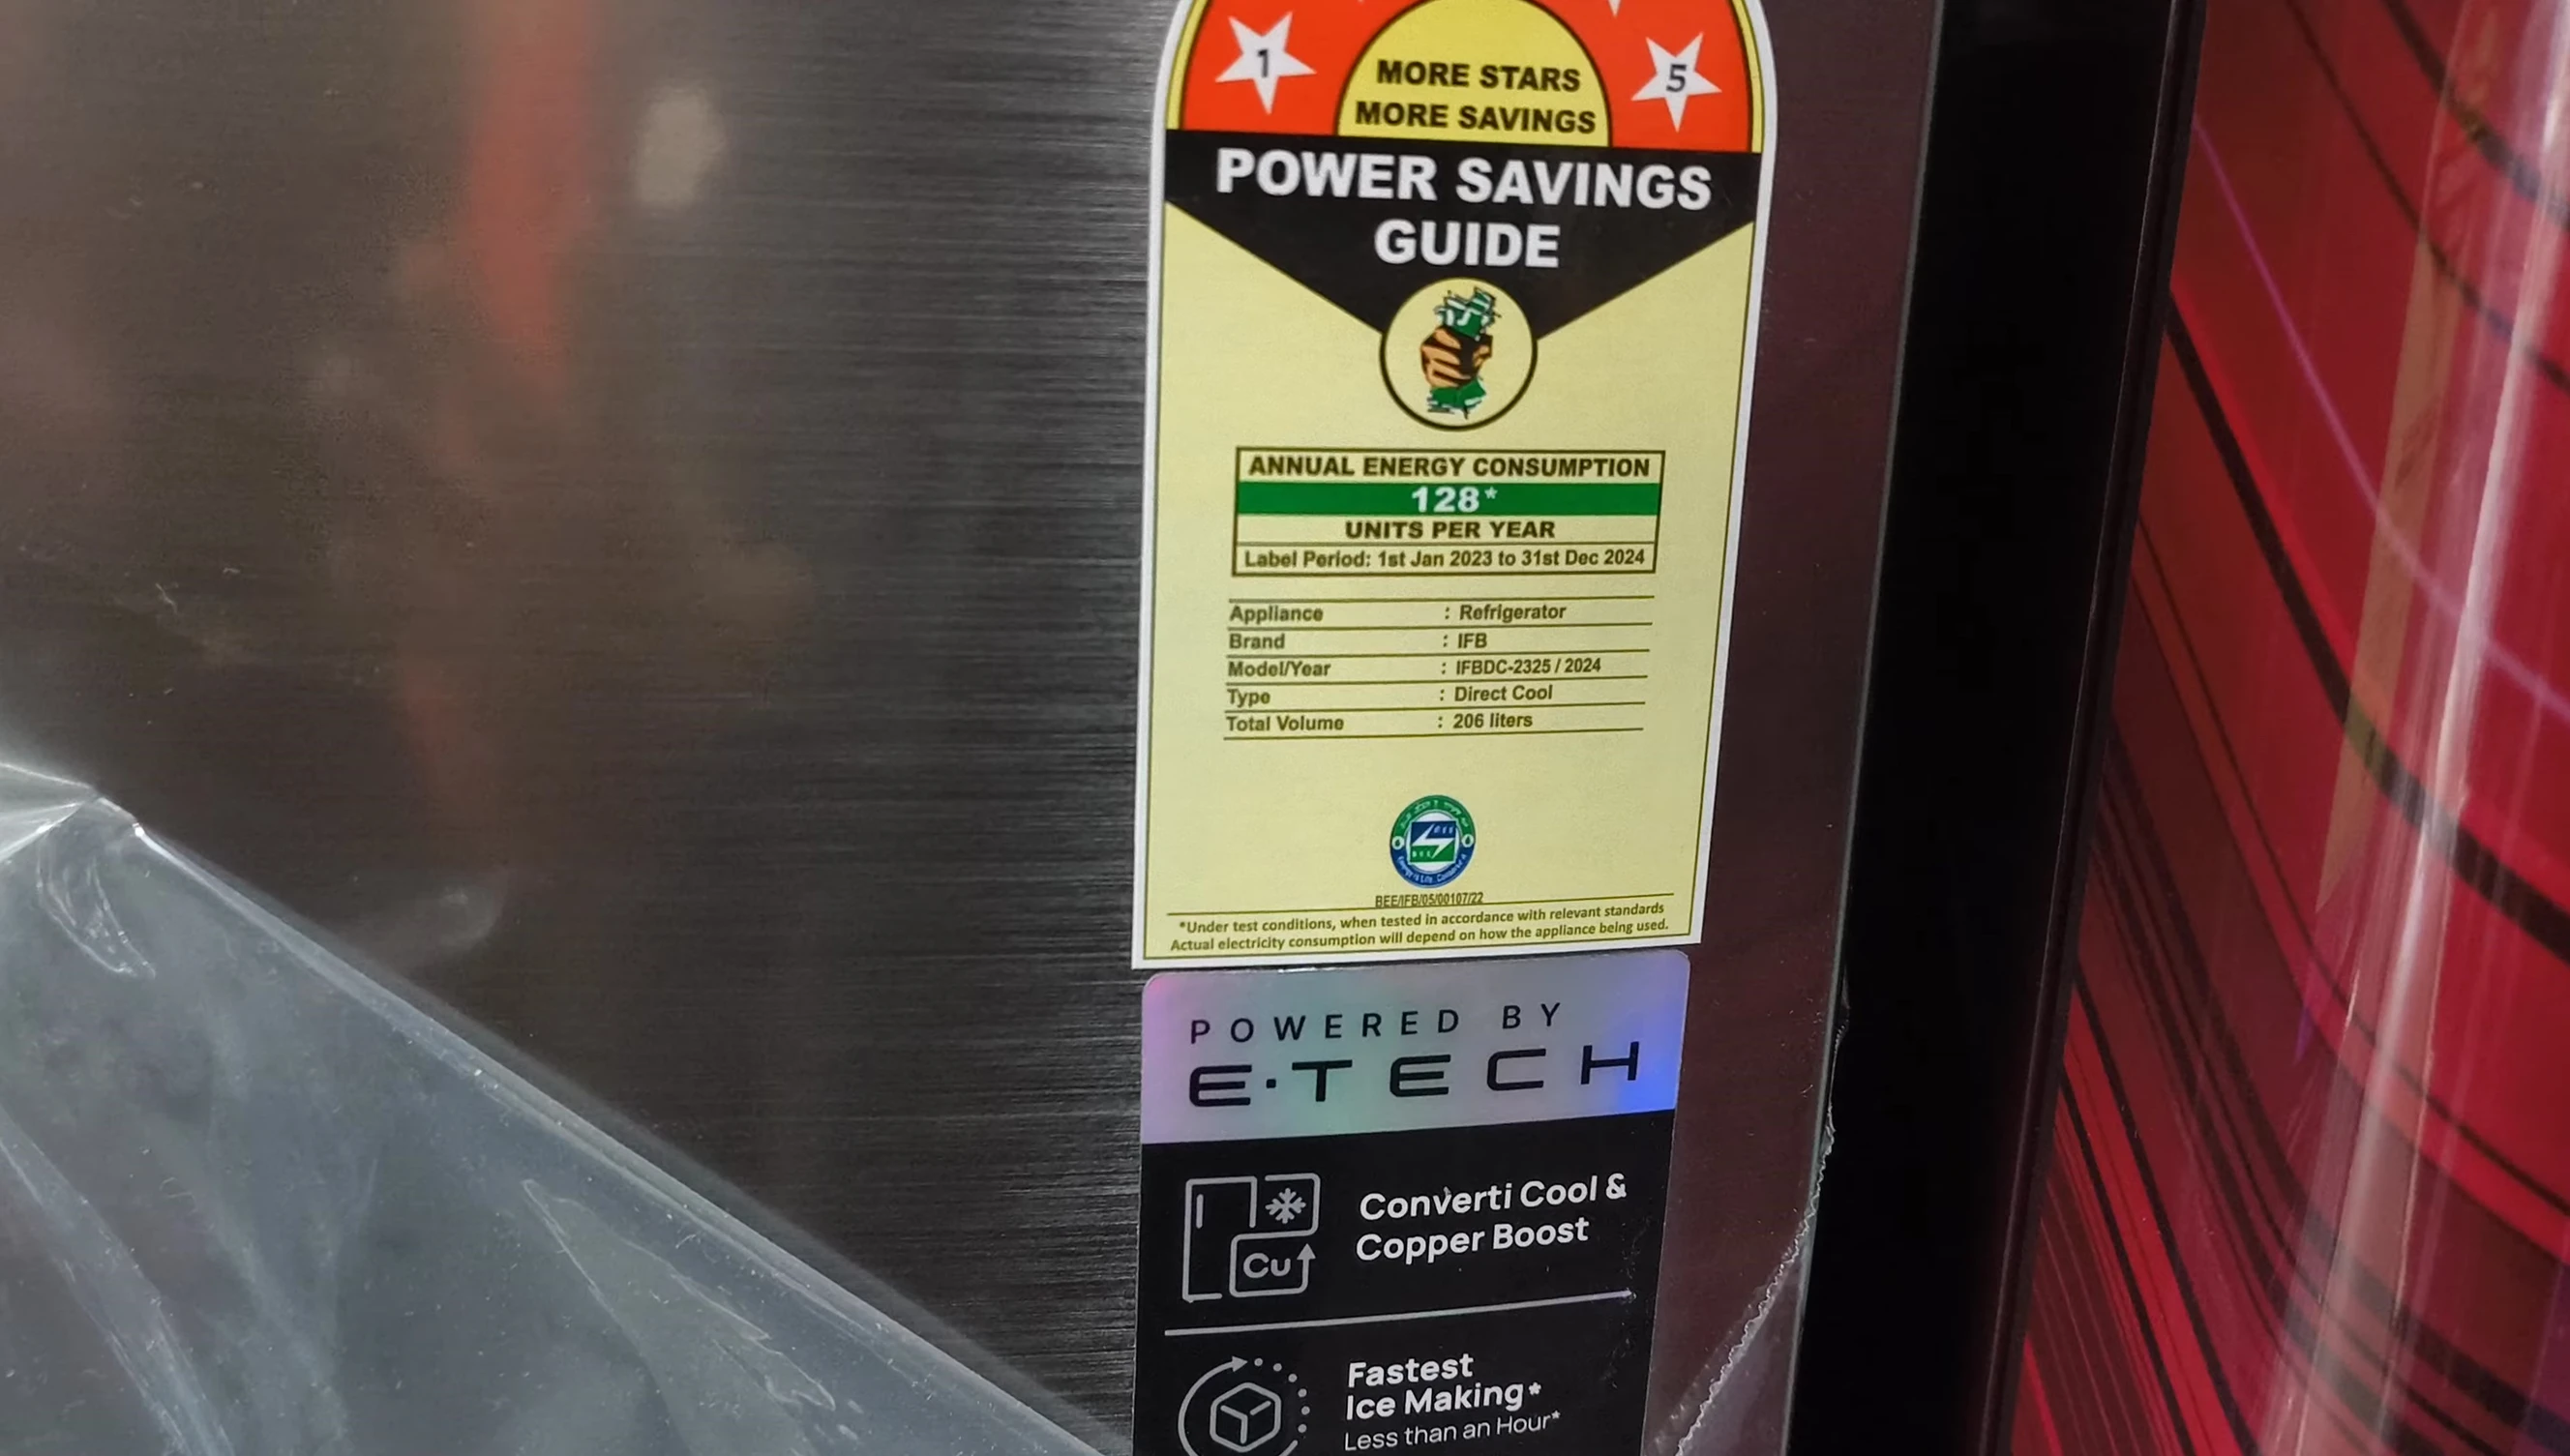 1
5
MORE STARS
MORE SAVINGS
POWER SAVINGS
GUIDE
ANNUAL ENERGY CONSUMPTION
128*
UNITS PER YEAR
Label Period: 1st Jan 2023 to 31st Dec 2024
Appliance : Refrigerator
Brand : IFB
Model/Year : IFBDC-2325 / 2024
Type : Direct Cool
Total Volume : 206 liters
BEE/IFB/05/00107/22
*Under test conditions, when tested in accordance with relevant standards
Actual electricity consumption will depend on how the appliance being used.
POWERED BY
E·TECH
Converti Cool &
Copper Boost
Cu
Fastest
Ice Making*
Less than an Hour*